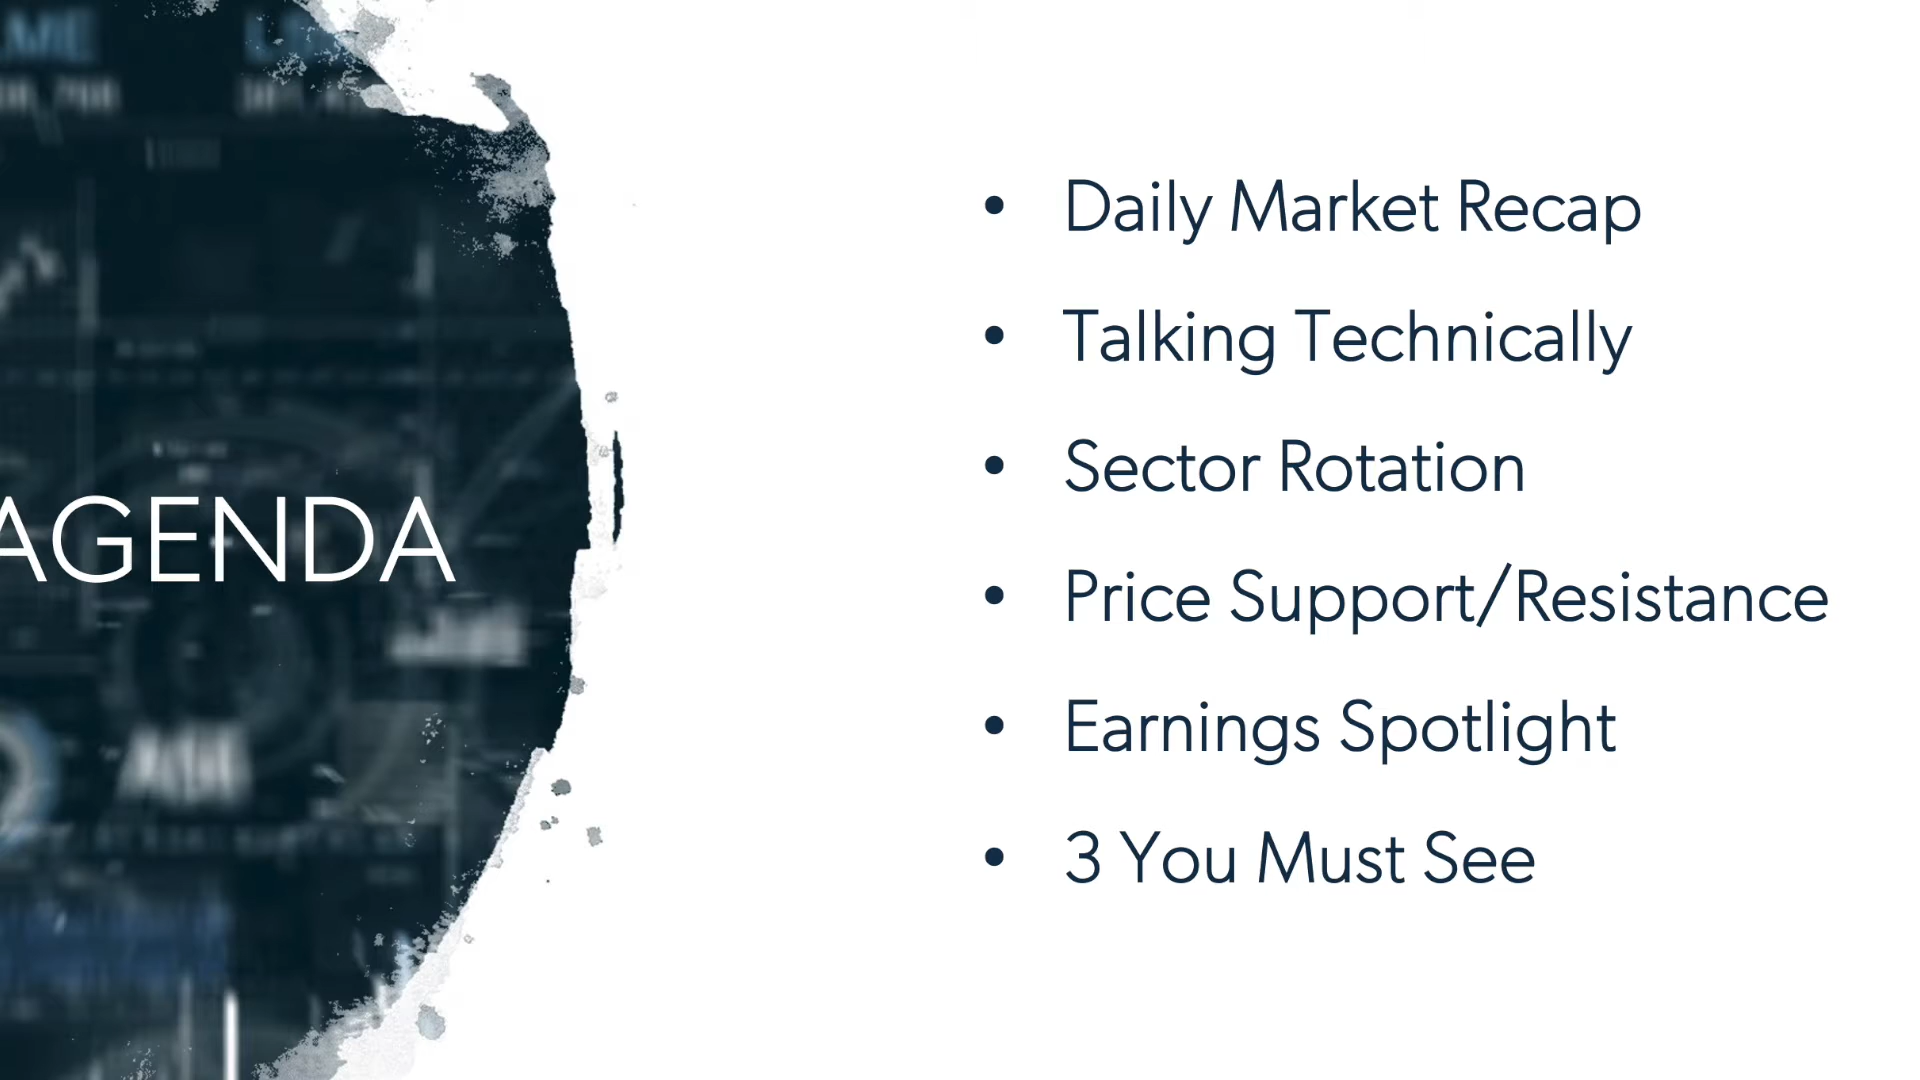 AGENDA
• Daily Market Recap
• Talking Technically
• Sector Rotation
• Price Support/Resistance
• Earnings Spotlight
• 3 You Must See